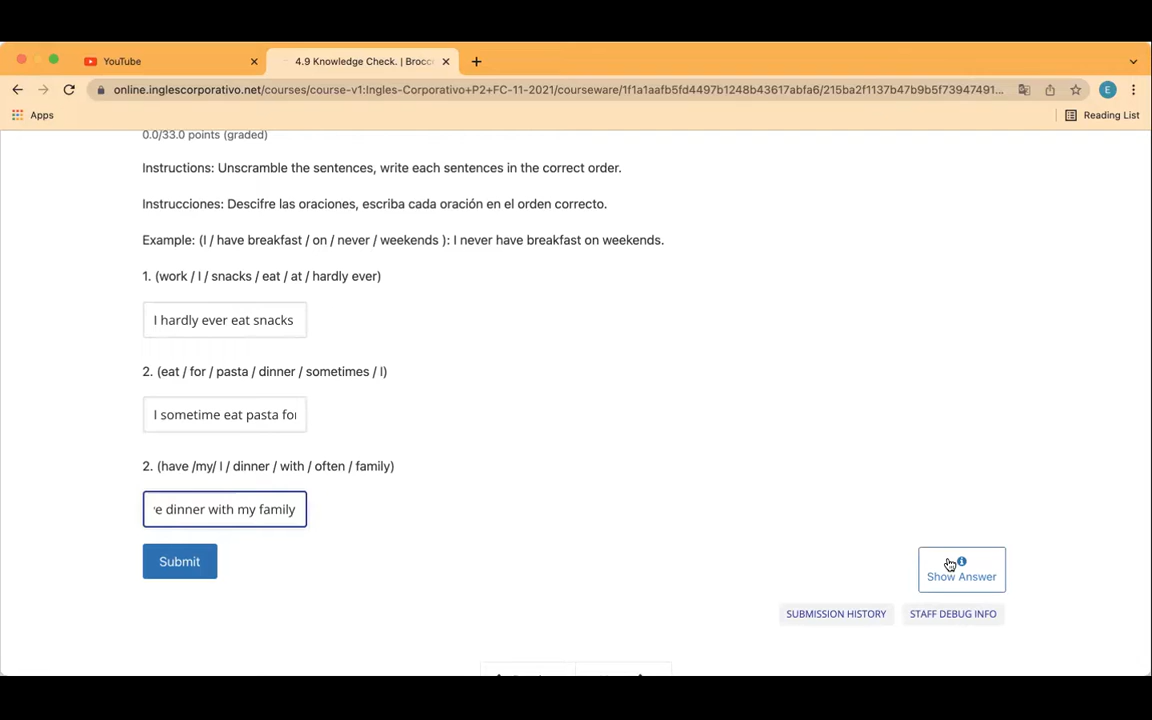 YouTube
4.9 Knowledge Check. | Brocc
online.inglescorporativo.net/courses/course-v1:Ingles-Corporativo+P2+FC-11-2021/courseware/1f1a1aafb5fd4497b1248b43617abfa6/215ba2f1137b47b9b5f73947491...
E
Apps
Reading List
0.0/33.0 points (graded)
Instructions: Unscramble the sentences, write each sentences in the correct order.
Instrucciones: Descifre las oraciones, escriba cada oración en el orden correcto.
Example: (I / have breakfast / on / never / weekends ): I never have breakfast on weekends.
1. (work / I / snacks / eat / at / hardly ever)
I hardly ever eat snacks
2. (eat / for / pasta / dinner / sometimes / I)
I sometime eat pasta for
2. (have /my/ I / dinner / with / often / family)
e dinner with my family
Submit
Show Answer
SUBMISSION HISTORY
STAFF DEBUG INFO